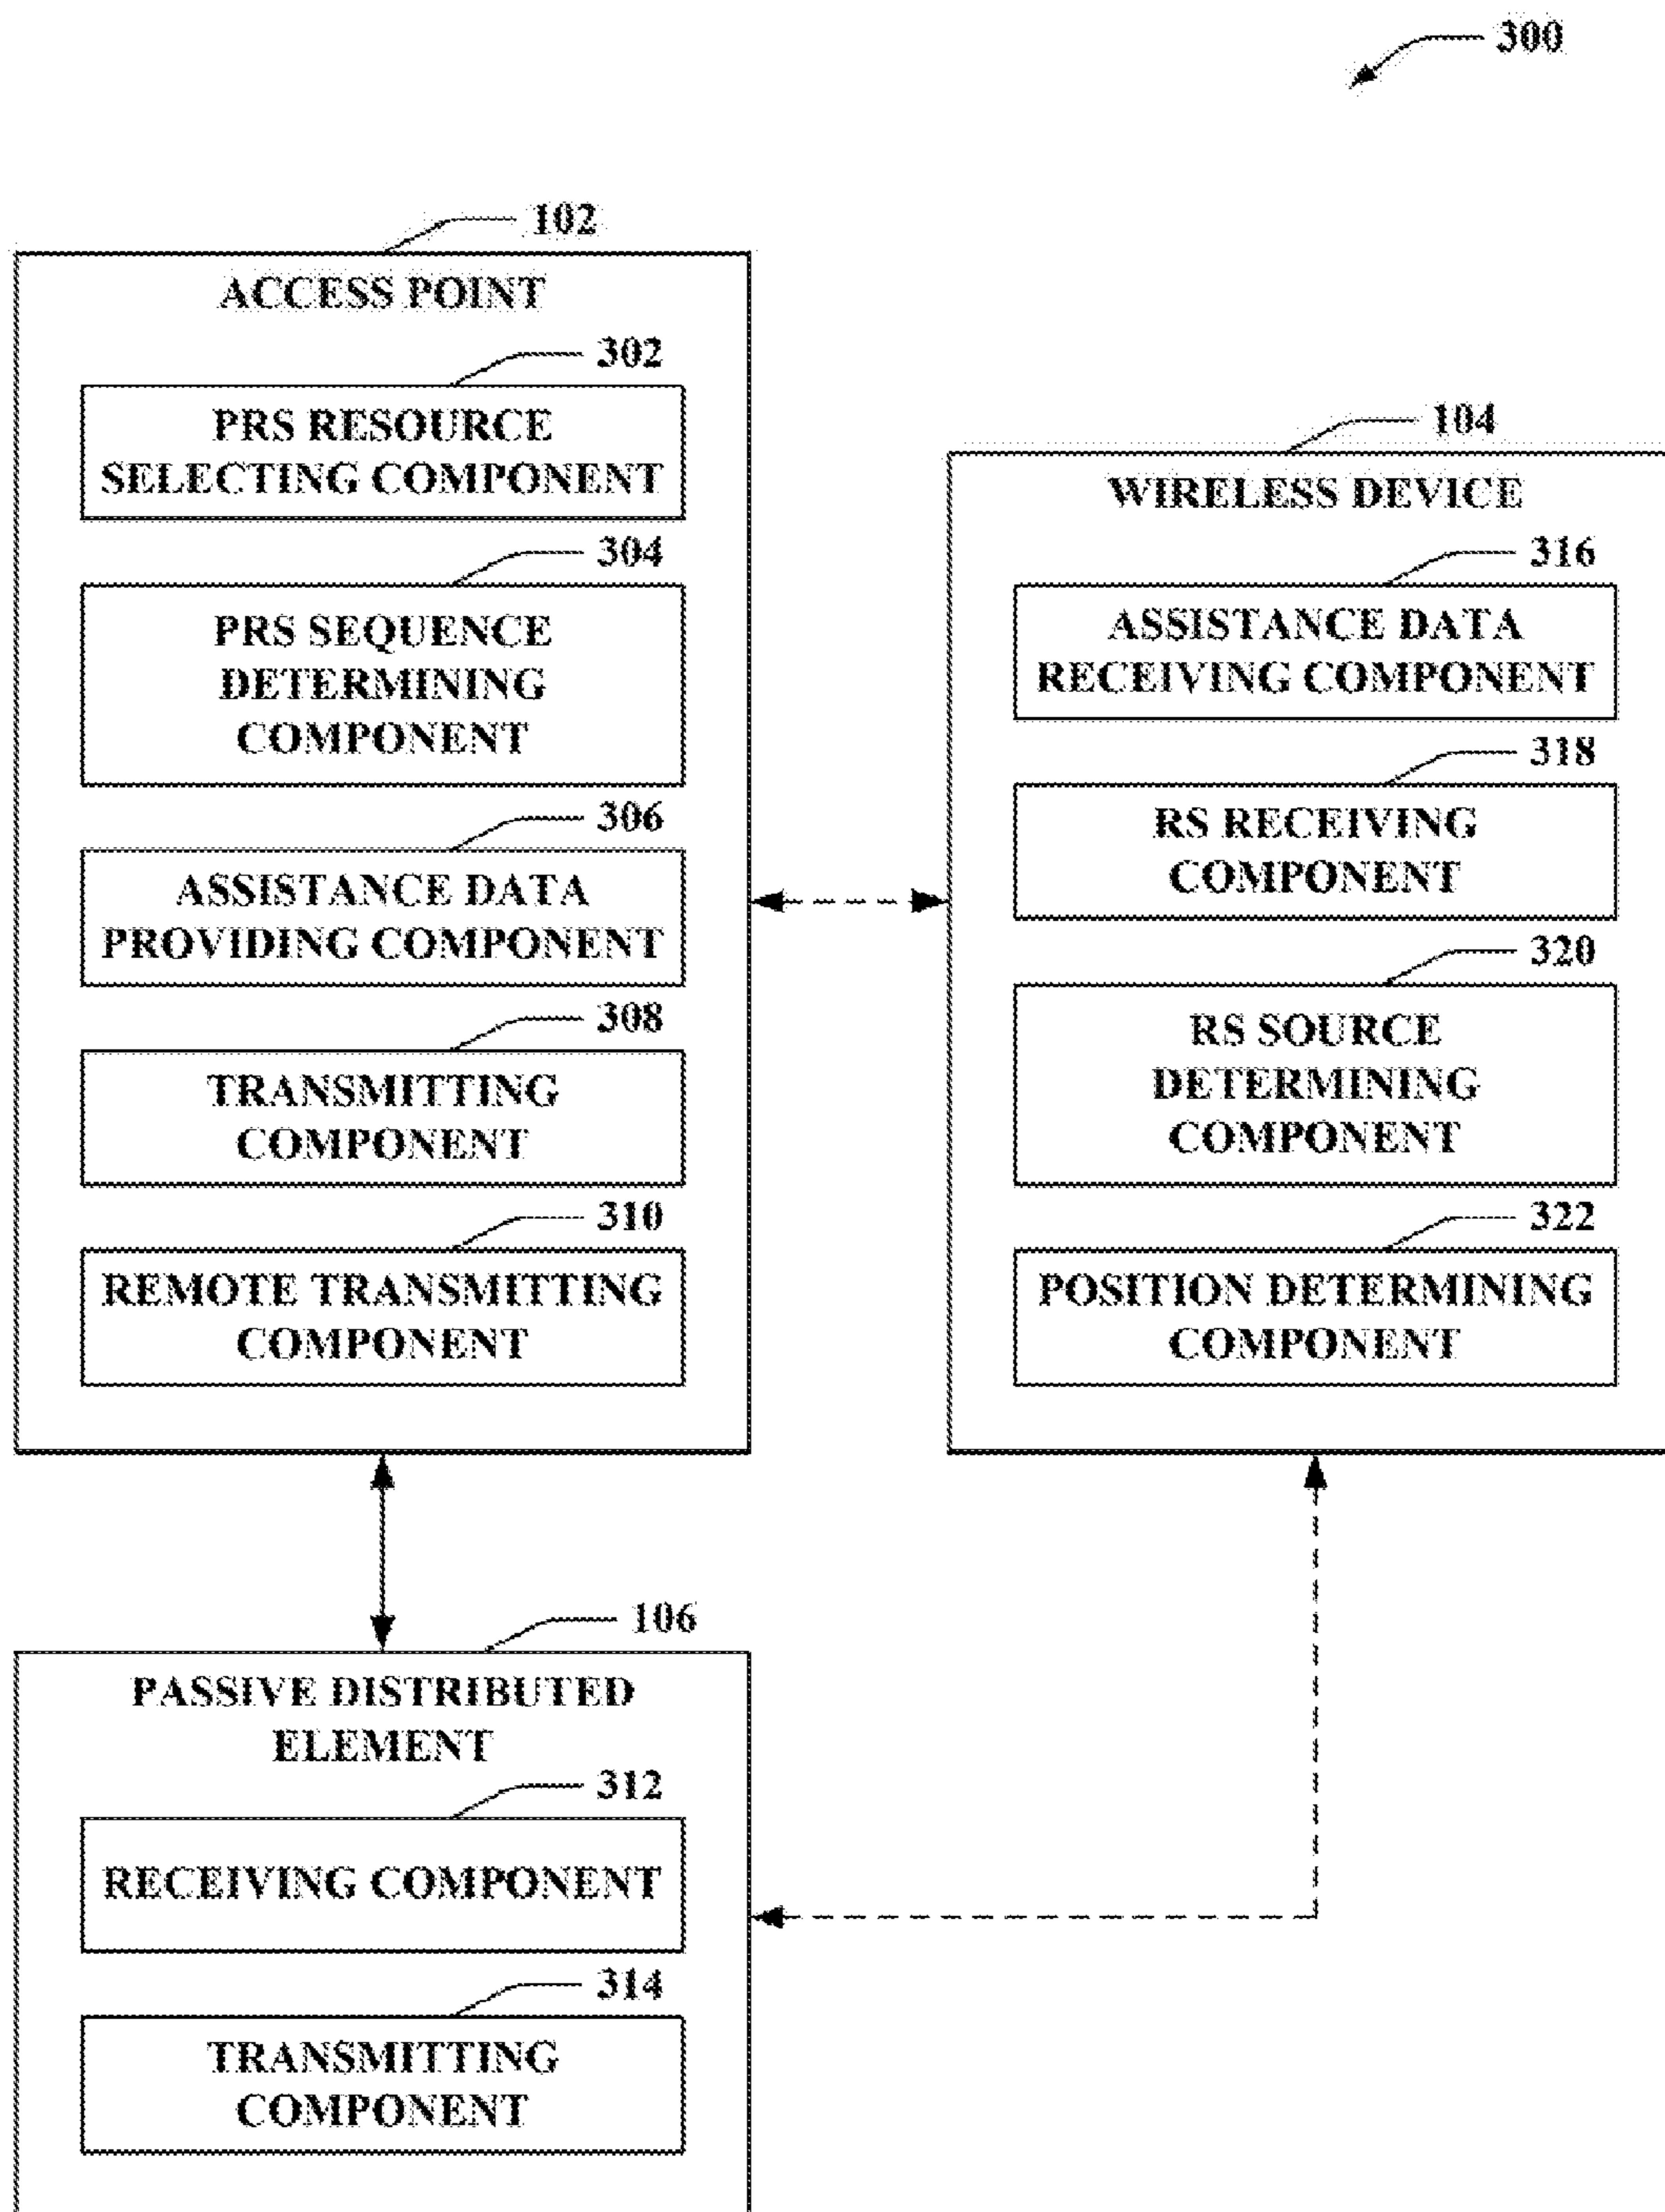 300
102
ACCESS POINT
302
PRS RESOURCE
SELECTING COMPONENT
304
PRS SEQUENCE
DETERMINING
COMPONENT
306
ASSISTANCE DATA
PROVIDING COMPONENT
308
TRANSMITTING
COMPONENT
310
REMOTE TRANSMITTING
COMPONENT
104
WIRELESS DEVICE
316
ASSISTANCE DATA
RECEIVING COMPONENT
318
RS RECEIVING
COMPONENT
320
RS SOURCE
DETERMINING
COMPONENT
322
POSITION DETERMINING
COMPONENT
106
PASSIVE DISTRIBUTED
ELEMENT
312
RECEIVING COMPONENT
314
TRANSMITTING
COMPONENT